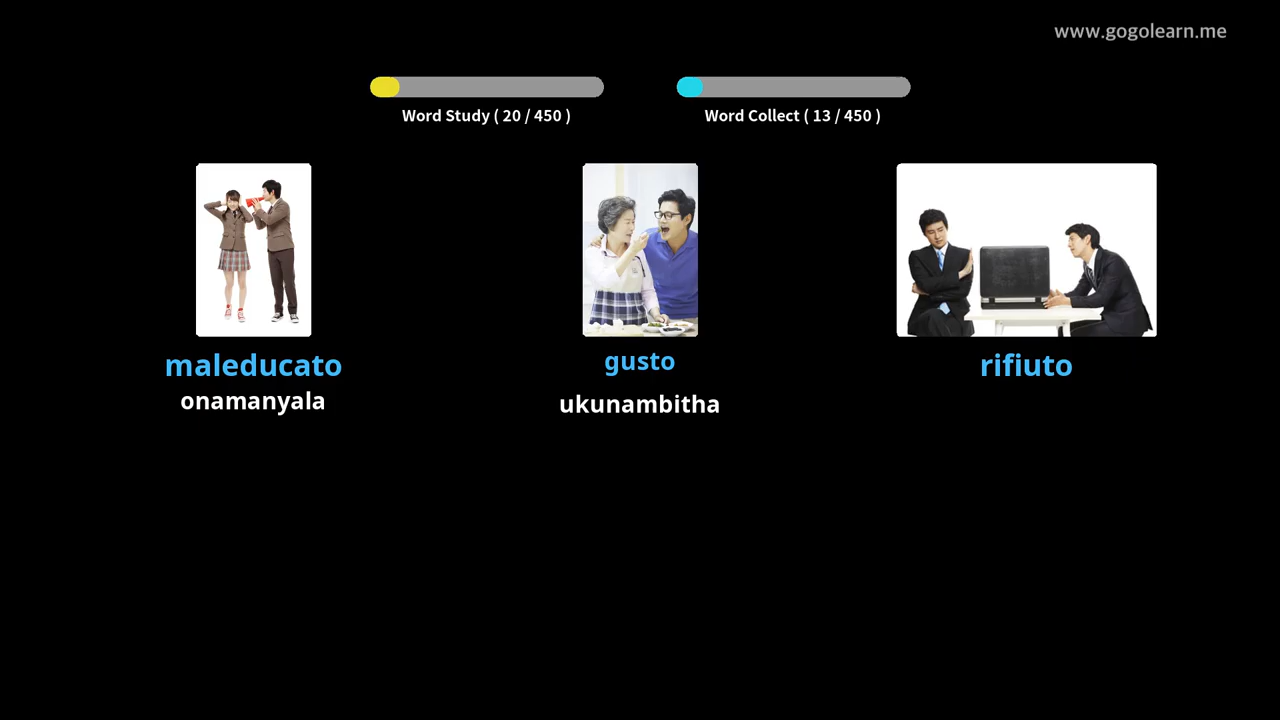 www.gogolearn.me
Word Study ( 20 / 450 )
Word Collect ( 13 / 450 )
maleducato
onamanyala
gusto
ukunambitha
rifiuto